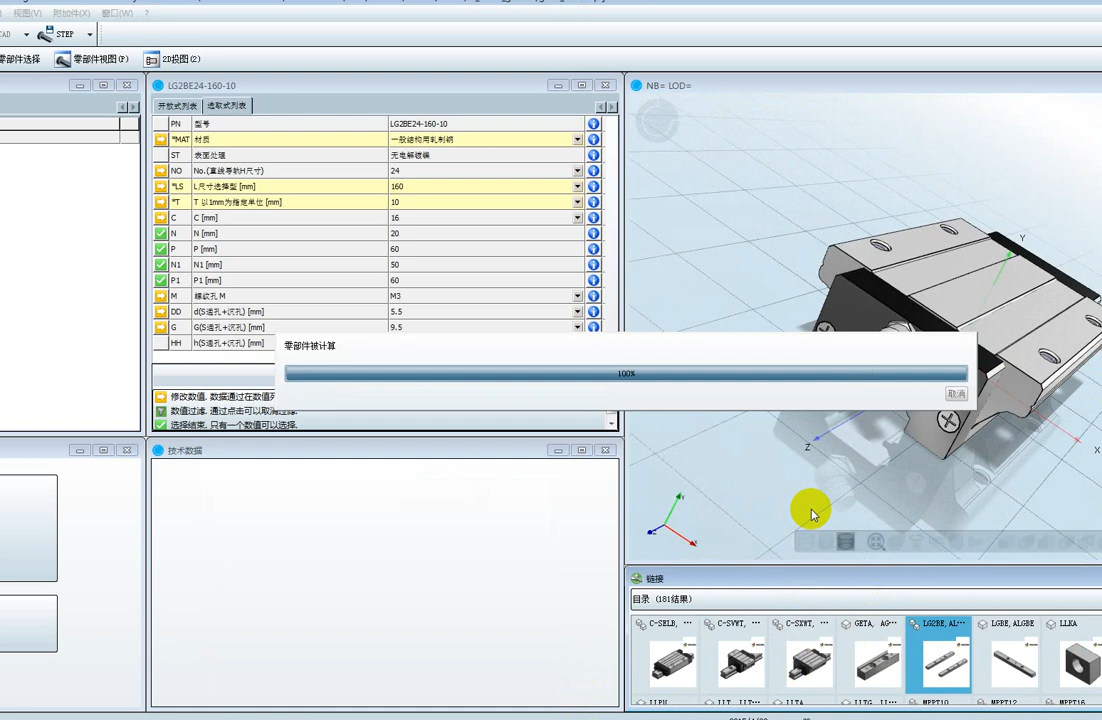 视图(V) 附加件(X) 窗口(W) ?
CAD STEP
零部件选择 零部件视图(P) 2D投图(2)
LG2BE24-160-10
开放式列表 选取式列表
PN 型号 LG2BE24-160-10
*MAT 材质 一般结构用轧制钢
ST 表面处理 无电解镀镍
NO No.(直线导轨H尺寸) 24
*LS L尺寸选择型 [mm] 160
*T T 以1mm为指定单位 [mm] 10
C C [mm] 16
N N [mm] 20
P P [mm] 60
N1 N1 [mm] 50
P1 P1 [mm] 60
M 螺纹孔 M M3
DD d(S通孔+沉孔) [mm] 5.5
G G(S通孔+沉孔) [mm] 9.5
HH h(S通孔+沉孔) [mm]
零部件被计算
100%
取消
修改数值, 数据通过在数值列
数值过滤, 通过点击可以取消过滤.
选择结束, 只有一个数值可以选择.
技术数据
NB= LOD=
Y
Z
X
链接
目录 (181结果)
C-SELB, ··· C-SVWT, ··· C-SXWT, ··· GETA, AG··· LG2BE, AL··· LGBE, ALGBE LLKA